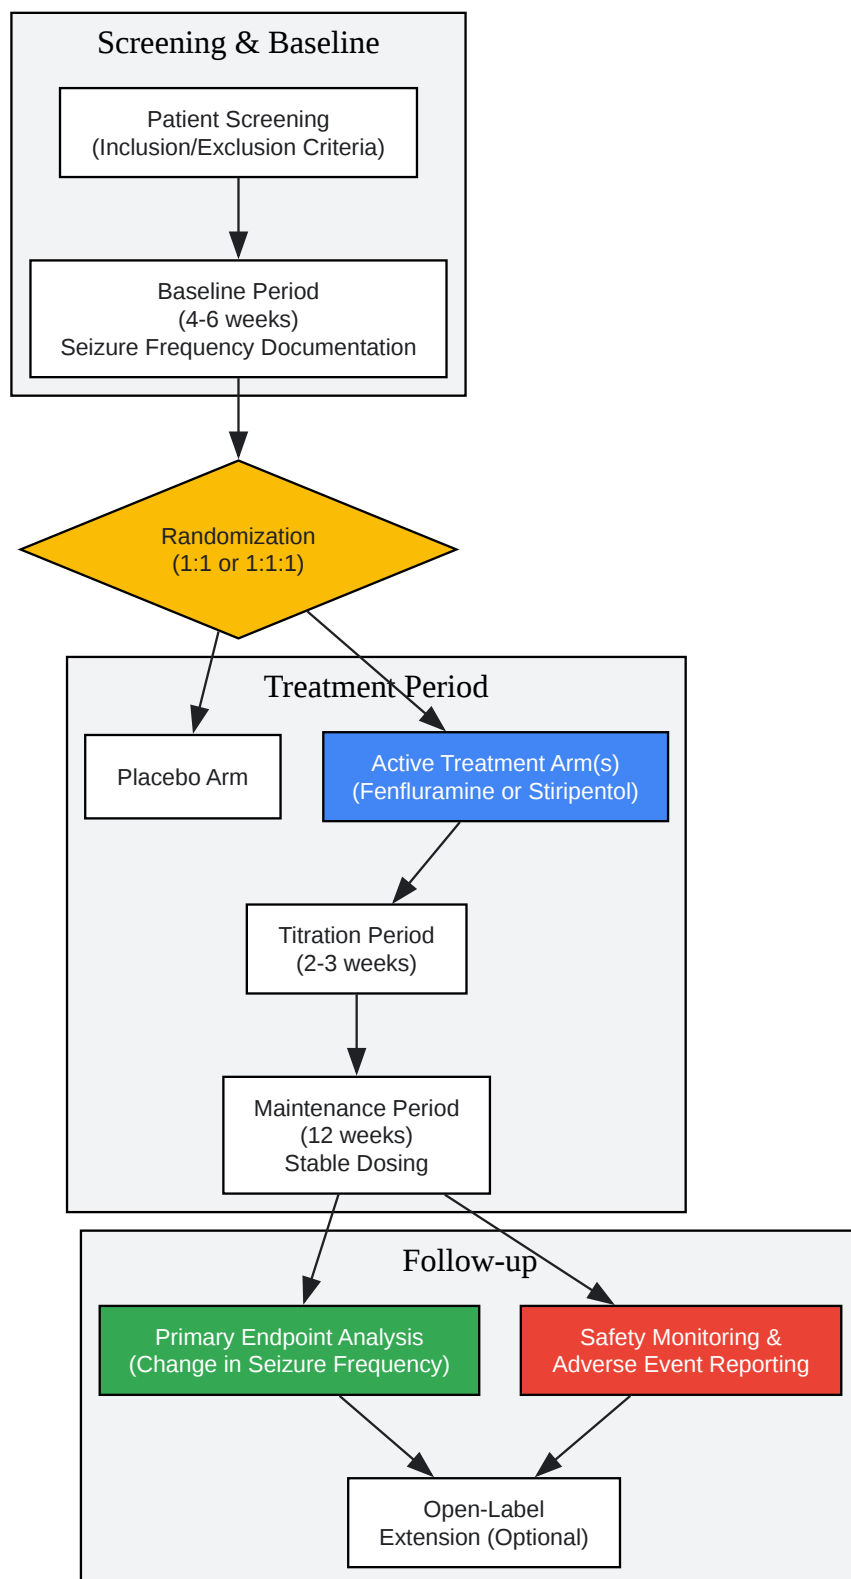 Screening & Baseline
Patient Screening
(Inclusion/Exclusion Criteria)
Baseline Period
(4-6 weeks)
Seizure Frequency Documentation
Randomization
(1:1 or 1:1:1)
Treatment Period
Placebo Arm
Active Treatment Arm(s)
(Fenfluramine or Stiripentol)
Titration Period
(2-3 weeks)
Maintenance Period
(12 weeks)
Stable Dosing
Follow-up
Primary Endpoint Analysis
(Change in Seizure Frequency)
Safety Monitoring &
Adverse Event Reporting
Open-Label
Extension (Optional)